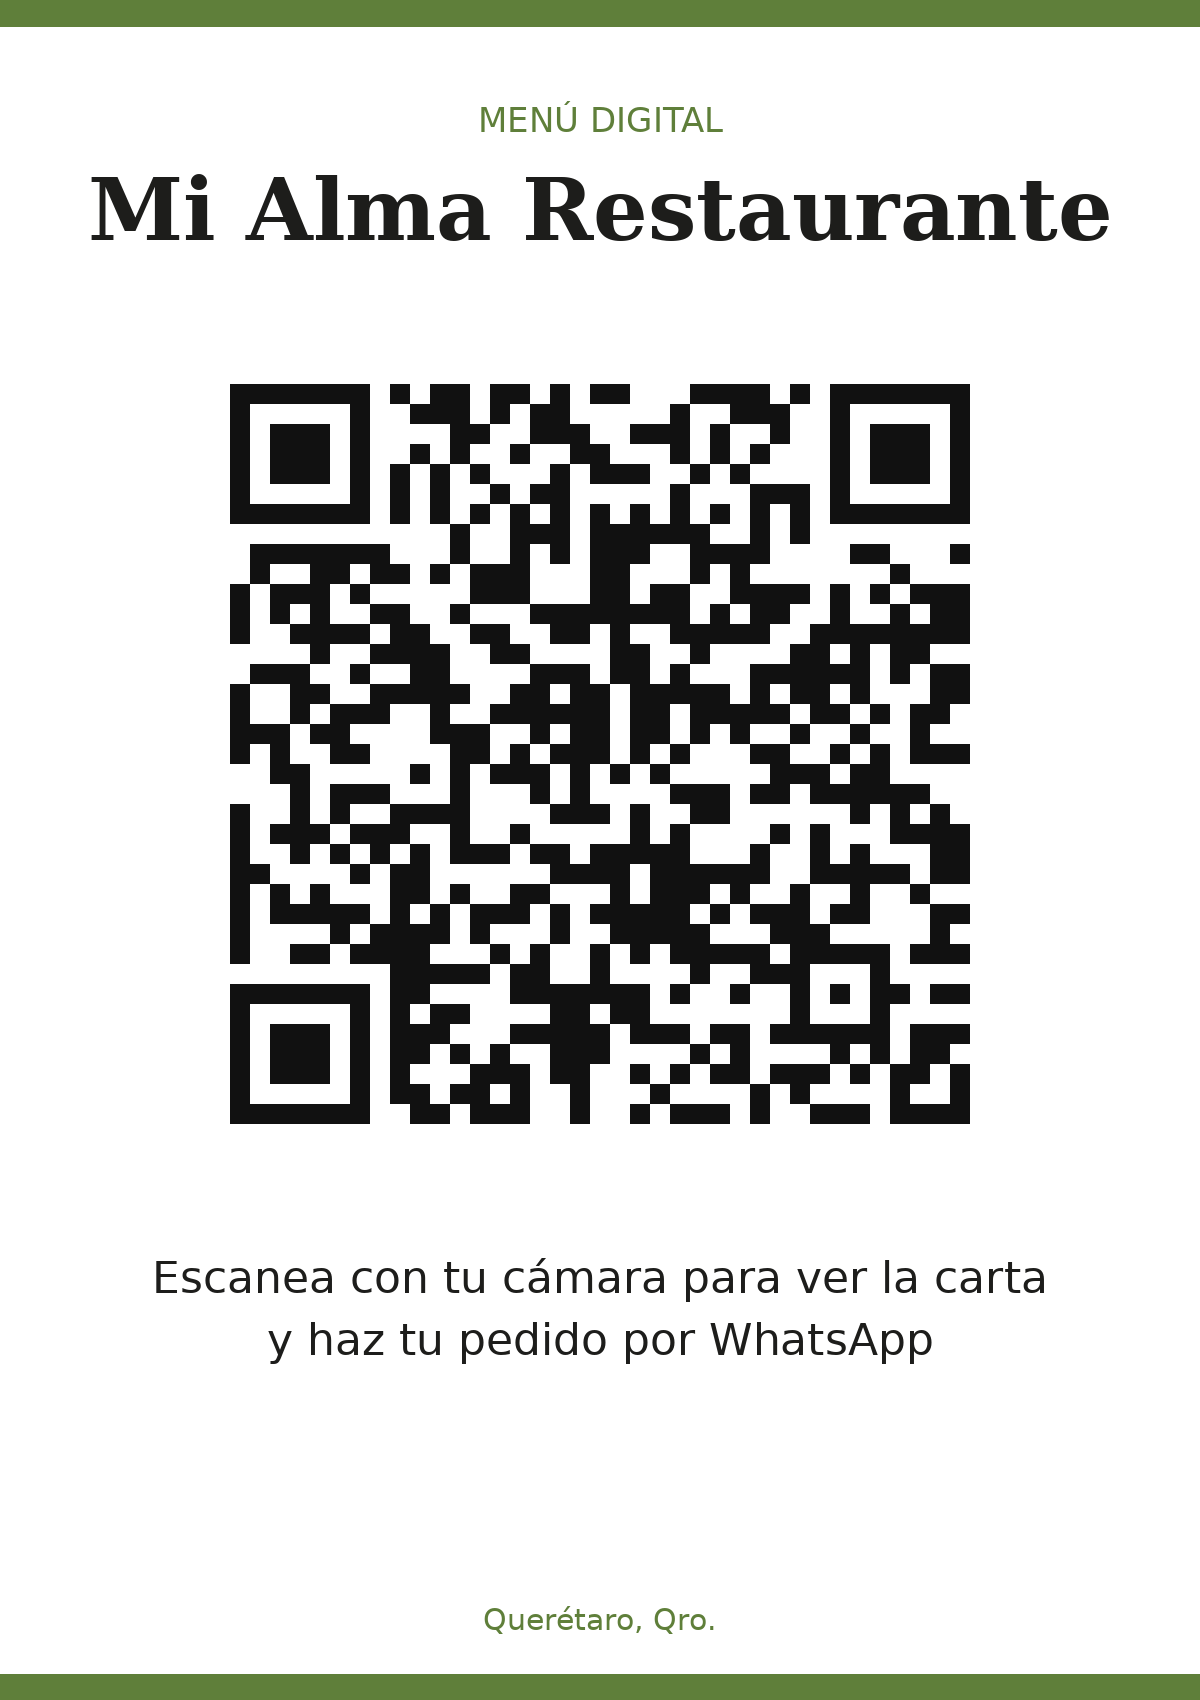 MENÚ DIGITAL
Mi Alma Restaurante
Escanea con tu cámara para ver la carta
y haz tu pedido por WhatsApp
Querétaro, Qro.